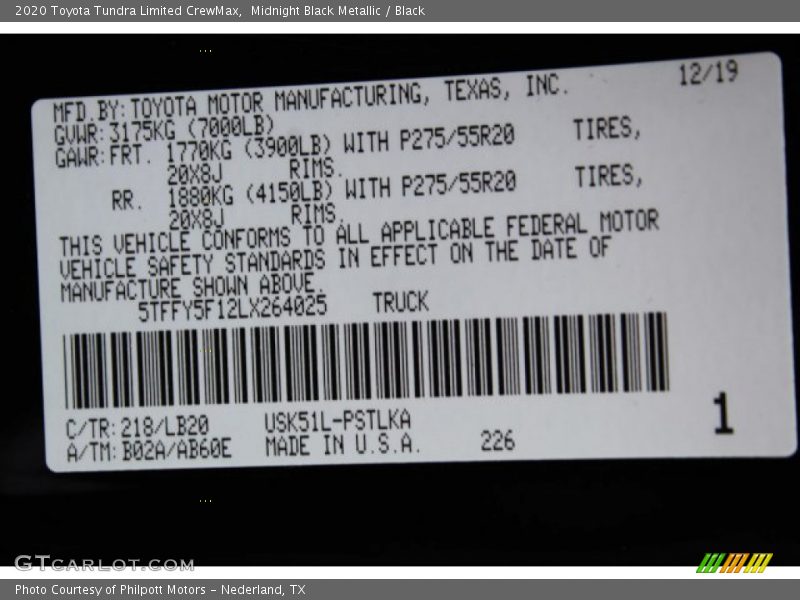 2020 Toyota Tundra Limited CrewMax,  Midnight Black Metallic / Black
12/19
MFD.BY:TOYOTA MOTOR MANUFACTURING, TEXAS, INC.
GVWR:3175KG (7000LB)
GAWR:FRT. 1770KG (3900LB) WITH P275/55R20 TIRES,
20X8J RIMS.
RR. 1880KG (4150LB) WITH P275/55R20 TIRES,
20X8J RIMS.
THIS VEHICLE CONFORMS TO ALL APPLICABLE FEDERAL MOTOR
VEHICLE SAFETY STANDARDS IN EFFECT ON THE DATE OF
MANUFACTURE SHOWN ABOVE.
5TFFY5F12LX264025 TRUCK
C/TR:218/LB20 USK51L-PSTLKA
A/TM:B02A/AB60E MADE IN U.S.A. 226
1
GTCARLOT.COM
Photo Courtesy of Philpott Motors - Nederland, TX